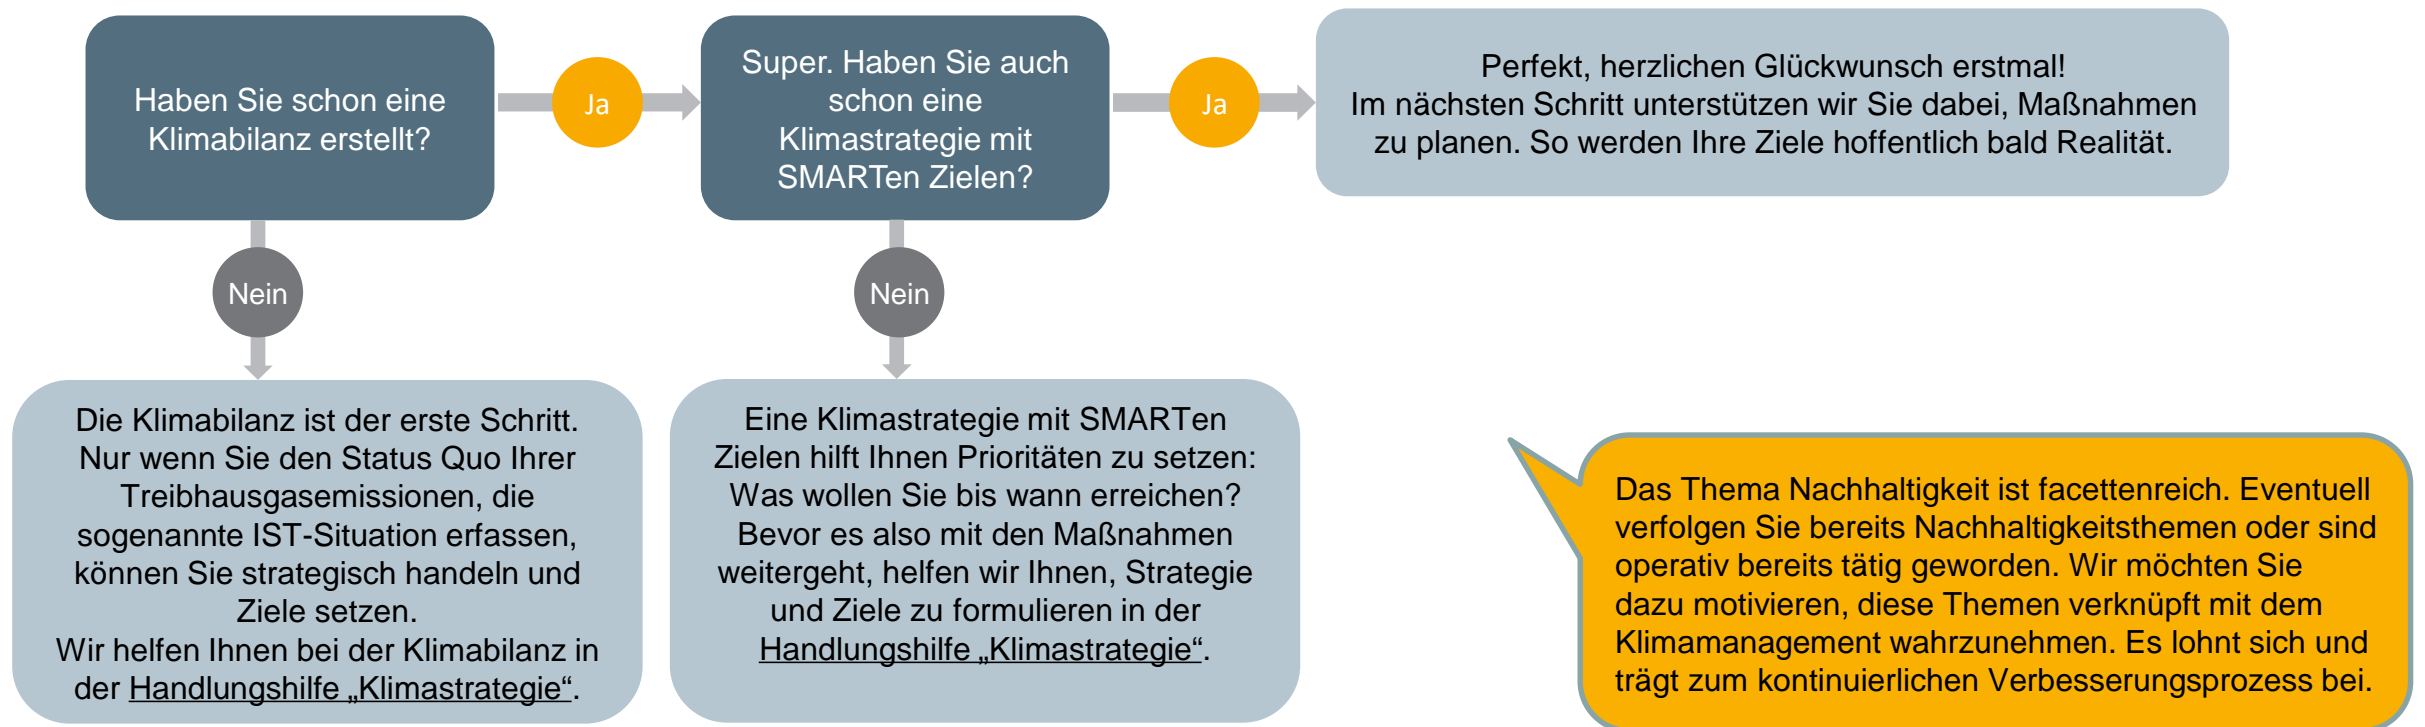 Haben Sie schon eine
Klimabilanz erstellt?
Ja
Super. Haben Sie auch
schon eine
Klimastrategie mit
SMARTen Zielen?
Ja
Perfekt, herzlichen Glückwunsch erstmal!
Im nächsten Schritt unterstützen wir Sie dabei, Maßnahmen
zu planen. So werden Ihre Ziele hoffentlich bald Realität.
Nein
Nein
Die Klimabilanz ist der erste Schritt.
Nur wenn Sie den Status Quo Ihrer
Treibhausgasemissionen, die
sogenannte IST-Situation erfassen,
können Sie strategisch handeln und
Ziele setzen.
Wir helfen Ihnen bei der Klimabilanz in
der Handlungshilfe „Klimastrategie“.
Eine Klimastrategie mit SMARTen
Zielen hilft Ihnen Prioritäten zu setzen:
Was wollen Sie bis wann erreichen?
Bevor es also mit den Maßnahmen
weitergeht, helfen wir Ihnen, Strategie
und Ziele zu formulieren in der
Handlungshilfe „Klimastrategie“.
Das Thema Nachhaltigkeit ist facettenreich. Eventuell
verfolgen Sie bereits Nachhaltigkeitsthemen oder sind
operativ bereits tätig geworden. Wir möchten Sie
dazu motivieren, diese Themen verknüpft mit dem
Klimamanagement wahrzunehmen. Es lohnt sich und
trägt zum kontinuierlichen Verbesserungsprozess bei.